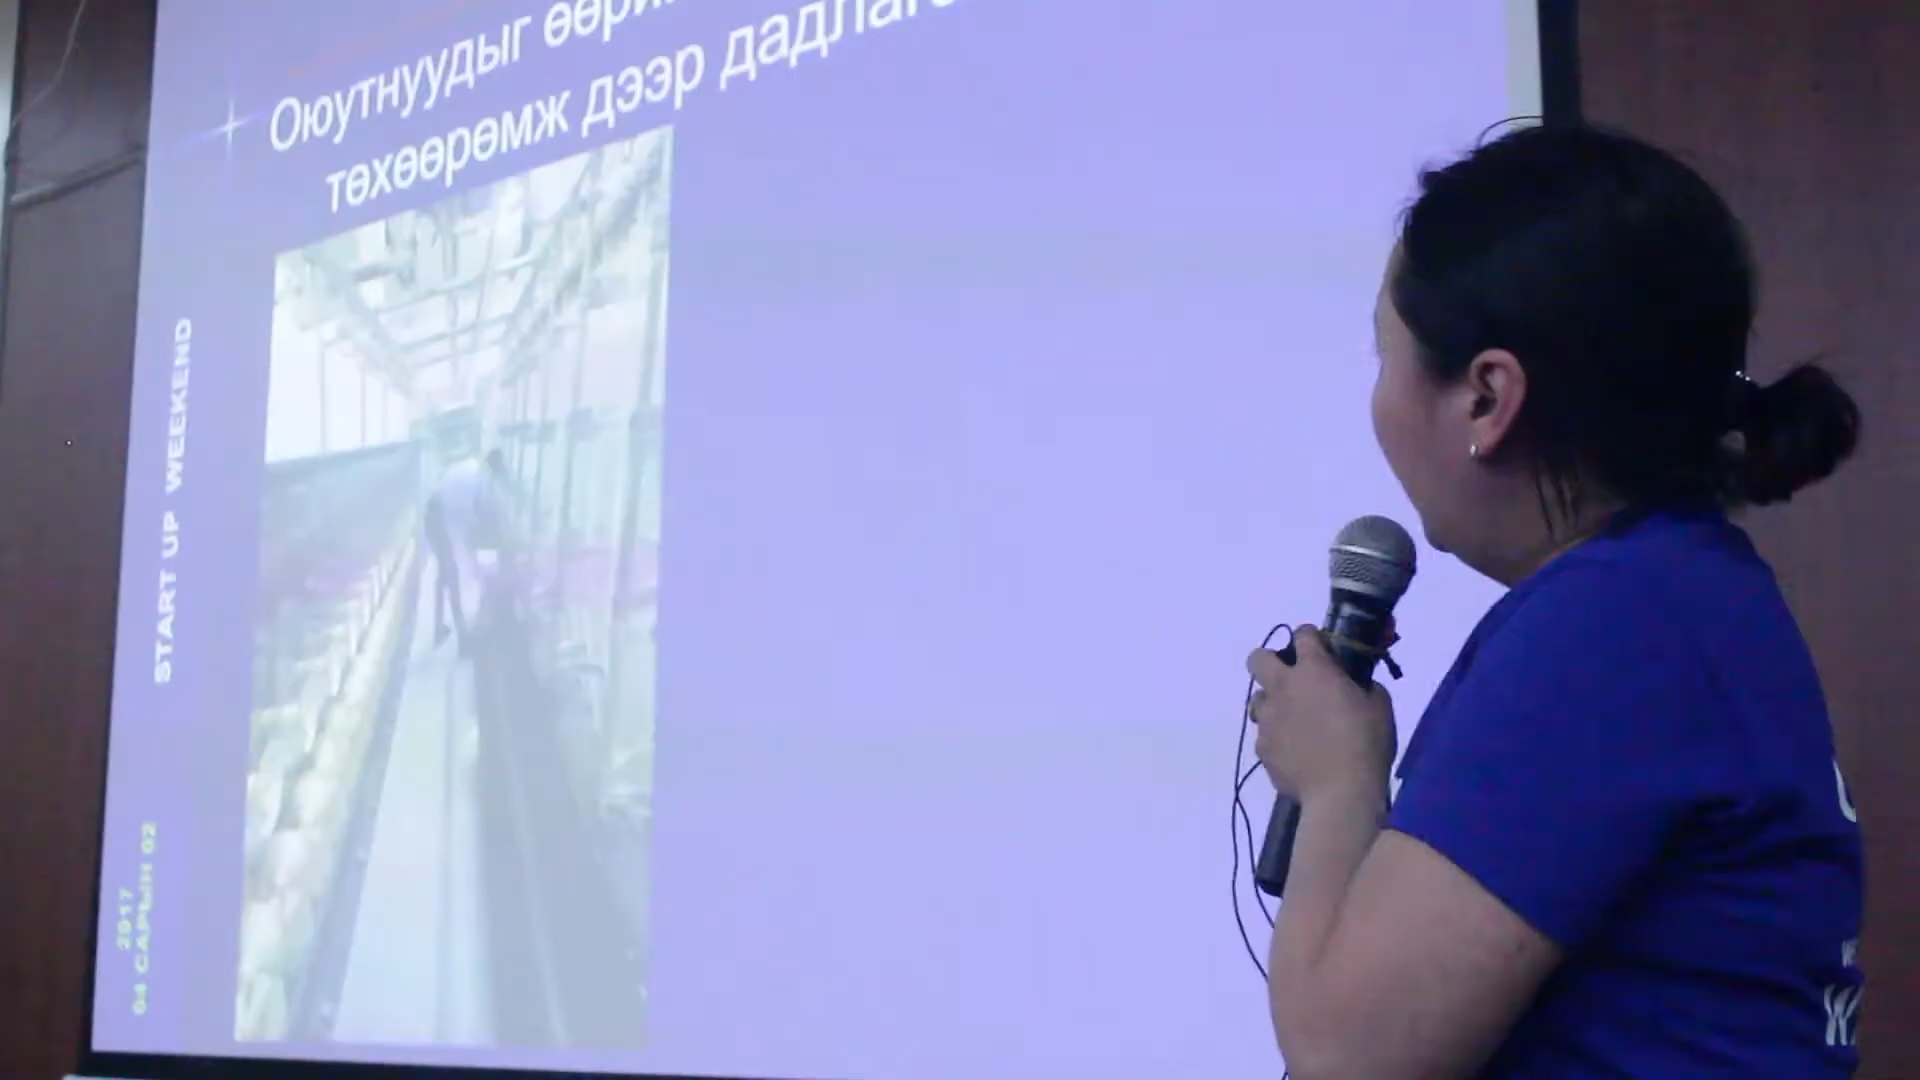 Оюутнуудыг
төхөөрөмж дээр
START UP WEEKEND
2017
04 САРЫН 02